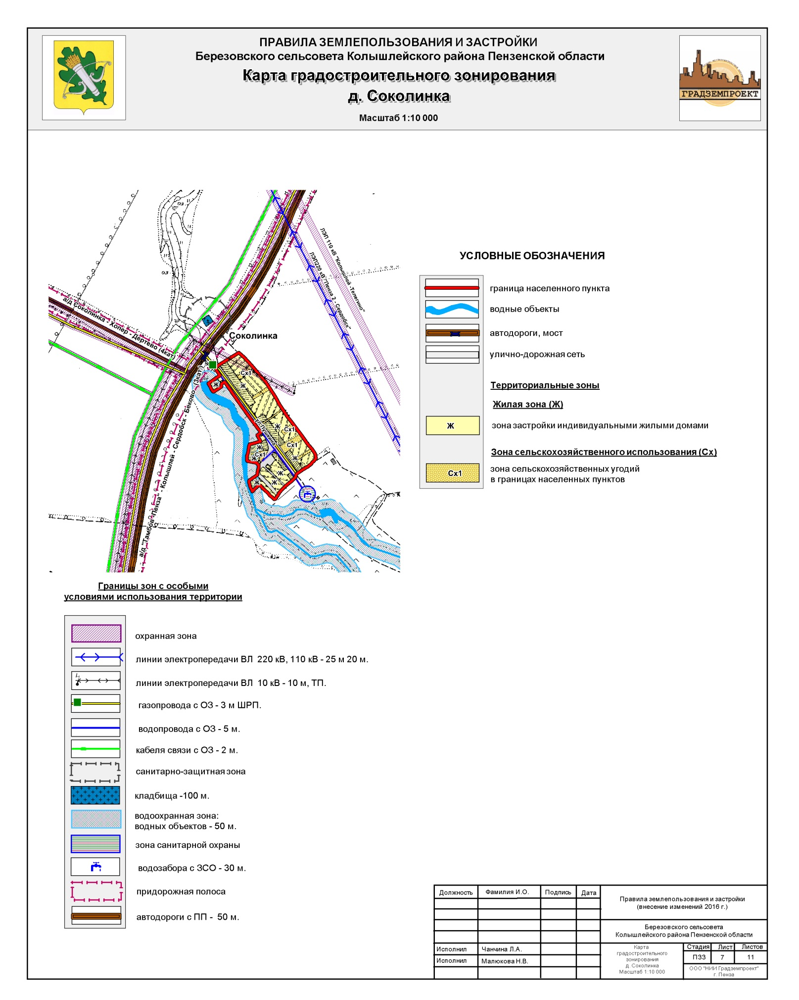 ПРАВИЛА ЗЕМЛЕПОЛЬЗОВАНИЯ И ЗАСТРОЙКИ
Березовского сельсовета Колышлейского района Пензенской области
Карта градостроительного зонирования
д. Соколинка
Масштаб 1:10 000
ГРАДЗЕМПРОЕКТ
оз.
оз
ЛЭП 110 кВ "Колышлей -Телегино"
ЛЭП220 кВ "Пенза 2 - Сердобск"
а/д Соколинка - Хопер - Дертево (4кат)
Соколинка
а/д. "Тамбов-Пенза" - Колышлей - Сердобск - Беково (3кат.)
Сх1
Ж
Ж
Ж
Сх1
Сх1
Ж
Сх1
Ж
Ж
Ж
Ж
Ж
УСЛОВНЫЕ ОБОЗНАЧЕНИЯ
граница населенного пункта
водные объекты
автодороги, мост
улично-дорожная сеть
Территориальные зоны
Жилая зона (Ж)
Ж
зона застройки индивидуальными жилыми домами
Зона сельскохозяйственного использования (Сх)
Сх1
зона сельскохозяйственных угодий
в границах населенных пунктов
Границы зон с особыми
условиями использования территории
охранная зона
линии электропередачи ВЛ 220 кВ, 110 кВ - 25 м 20 м.
линии электропередачи ВЛ 10 кВ - 10 м, ТП.
газопровода с ОЗ - 3 м ШРП.
водопровода с ОЗ - 5 м.
кабеля связи с ОЗ - 2 м.
санитарно-защитная зона
кладбища -100 м.
водоохранная зона:
водных объектов - 50 м.
зона санитарной охраны
водозабора с ЗСО - 30 м.
придорожная полоса
автодороги с ПП - 50 м.
Должность Фамилия И.О. Подпись Дата
Правила землепользования и застройки
(внесение изменений 2016 г.)
Березовского сельсовета
Колышлейского района Пензенской области
Исполнил Чанчина Л.А.
Исполнил Малюкова Н.В.
Карта
градостроительного
зонирования
д. Соколинка
Масштаб 1:10 000
Стадия Лист Листов
ПЗЗ 7 11
ООО "НИИ Градземпроект"
г. Пенза